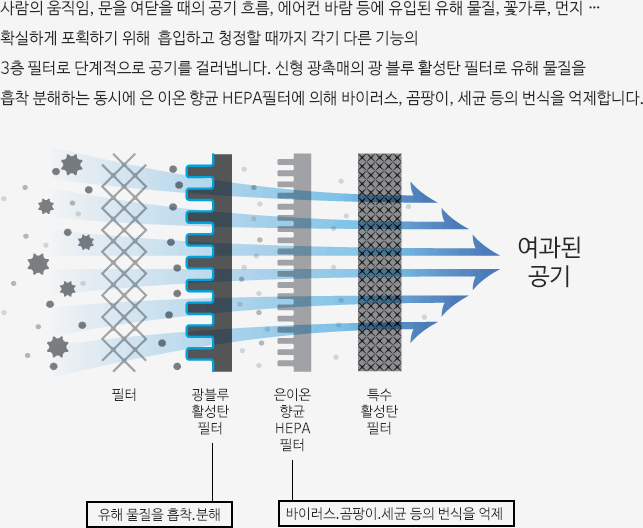 사람의 움직임, 문을 여닫을 때의 공기 흐름, 에어컨 바람 등에 유입된 유해 물질, 꽃가루, 먼지 …
확실하게 포획하기 위해 흡입하고 청정할 때까지 각기 다른 기능의
3층 필터로 단계적으로 공기를 걸러냅니다. 신형 광촉매의 광 블루 활성탄 필터로 유해 물질을
흡착 분해하는 동시에 은 이온 향균 HEPA필터에 의해 바이러스, 곰팡이, 세균 등의 번식을 억제합니다.
여과된
공기
필터
광블루
활성탄
필터
은이온
향균
HEPA
필터
특수
활성탄
필터
유해 물질을 흡착.분해
바이러스.곰팡이.세균 등의 번식을 억제